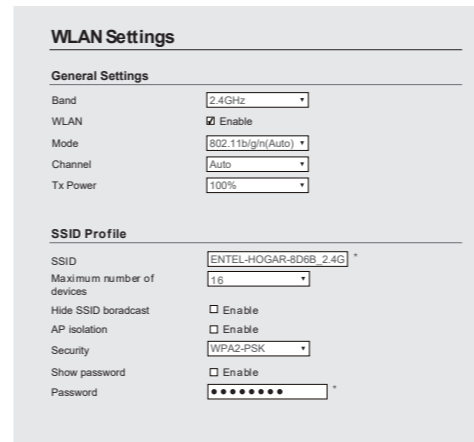 WLAN Settings
General Settings
Band 2.4GHz
WLAN Enable
Mode 802.11b/g/n(Auto)
Channel Auto
Tx Power 100%
SSID Profile
SSID ENTEL-HOGAR-8D6B_2.4G *
Maximum number of devices 16
Hide SSID boradcast Enable
AP isolation Enable
Security WPA2-PSK
Show password Enable
Password ●●●●●●●● *